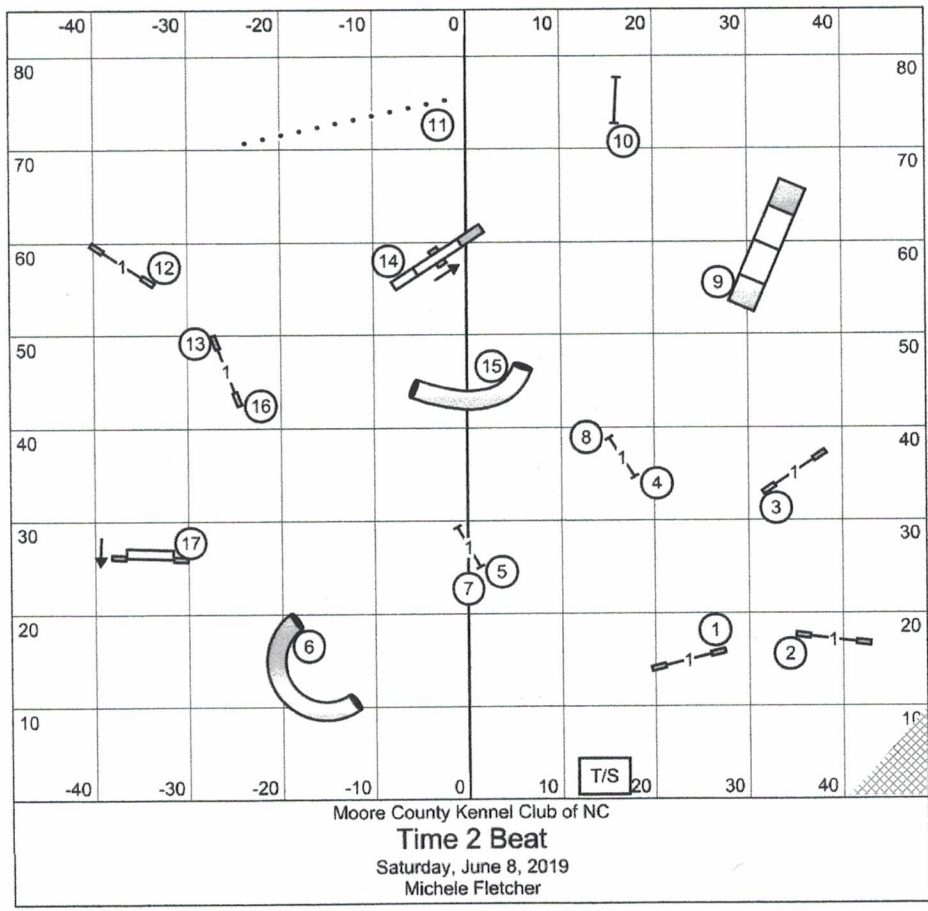 -40 -30 -20 -10 0 10 20 30 40
80 80
11 10
70 70
12 14 9
60 1 60
13 50 1 50
15
16
40 8 1 4 1 40
3
30 17 1 5 30
7
20 6 1 1 2 1 20
10 10
T/S
-40 -30 -20 -10 0 10 20 30 40
Moore County Kennel Club of NC
Time 2 Beat
Saturday, June 8, 2019
Michele Fletcher